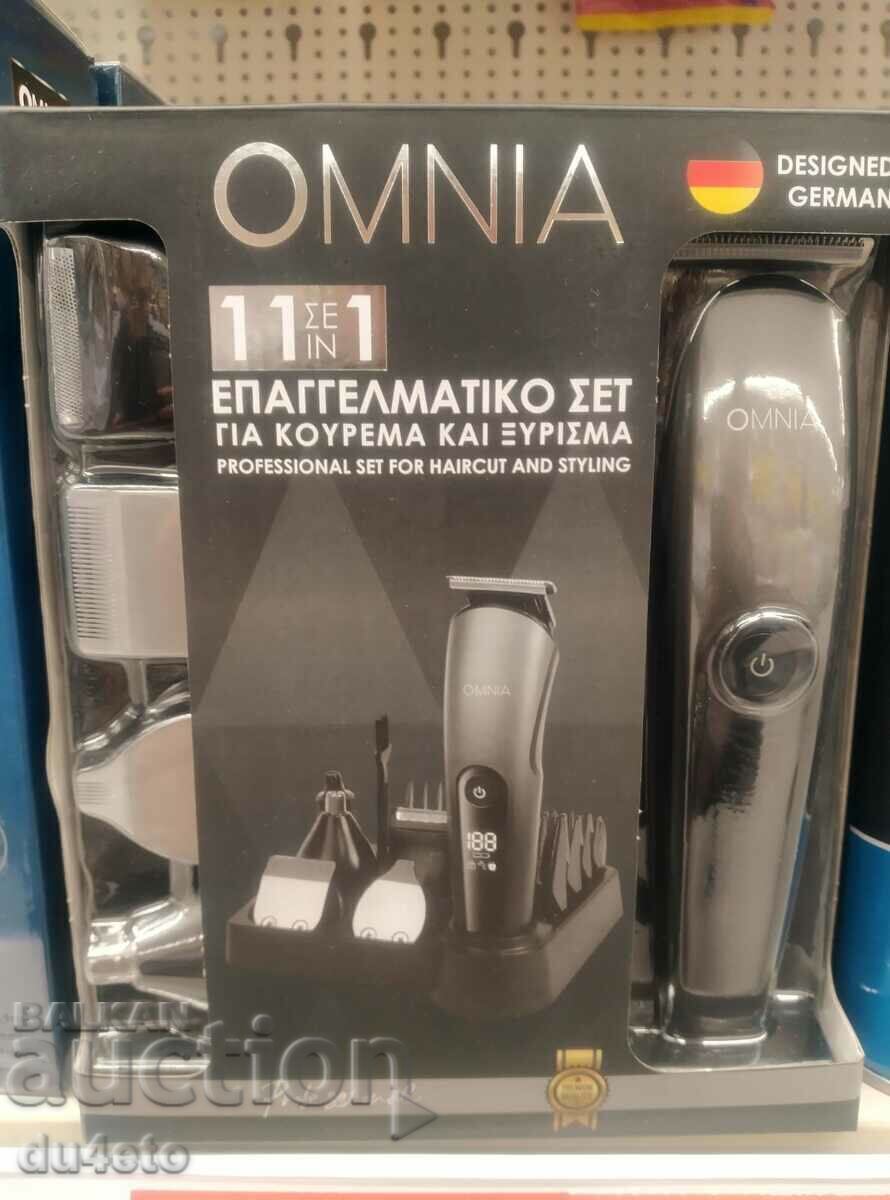 OMNIA
DESIGNED
GERMAN
11 ΣΕ IN 1
ΕΠΑΓΓΕΛΜΑΤΙΚΟ ΣΕΤ
ΓΙΑ ΚΟΥΡΕΜΑ ΚΑΙ ΞΥΡΙΣΜΑ
PROFESSIONAL SET FOR HAIRCUT AND STYLING
OMNIA
OMNIA
188
BALKAN
auction
du4eto